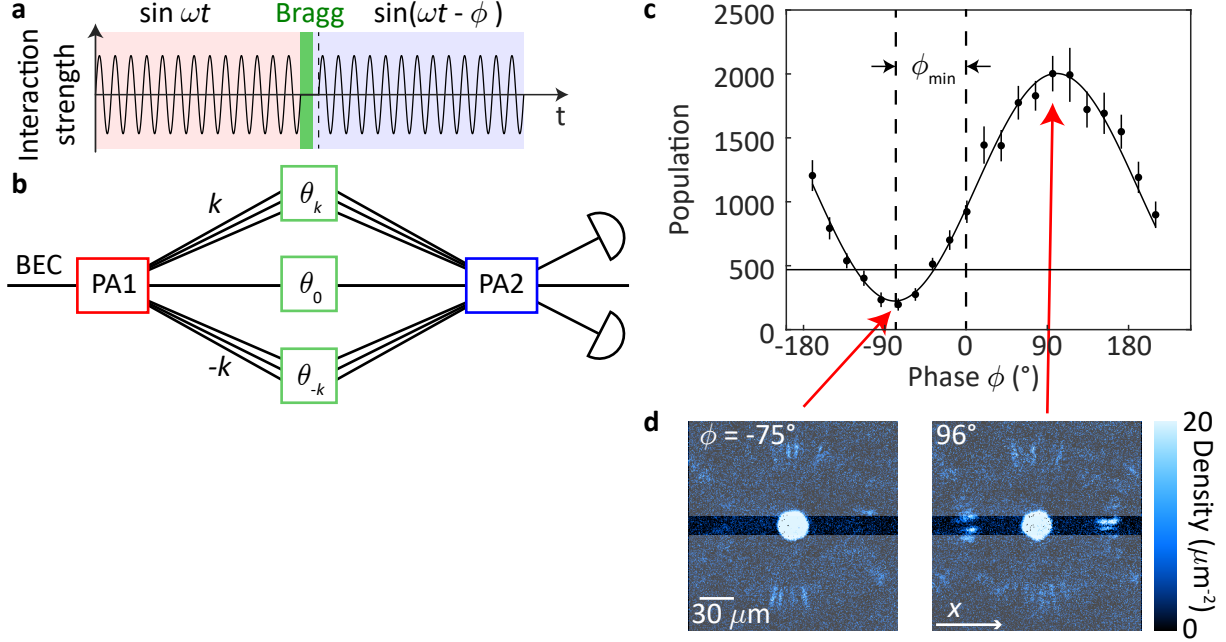 a
sin ωt
Bragg
sin(ωt - ϕ )
Interaction
strength
t
b
BEC
PA1
k
-k
θk
θ0
θ-k
PA2
c
Population
2000
1500
1000
500
0
ϕmin
-180
-90
0
90
180
Phase ϕ (°)
d
ϕ = -75°
30 μm
96°
x
20
0
Density (μm-2)